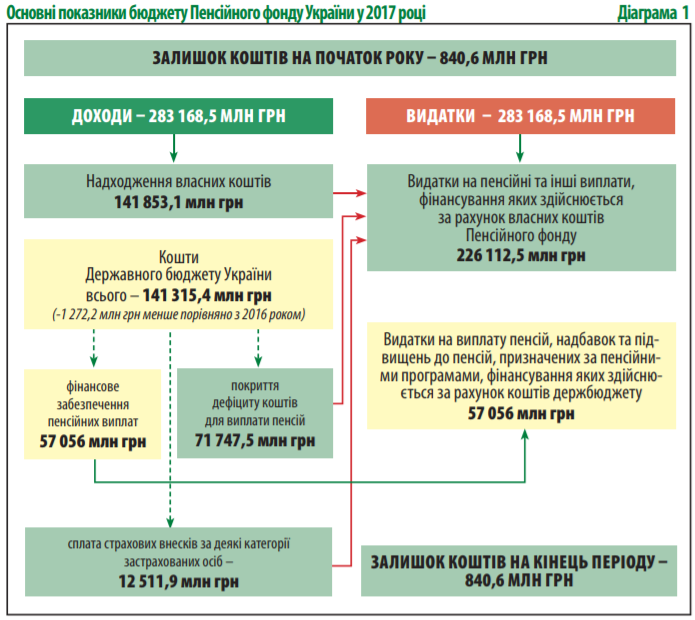 Основні показники бюджету Пенсійного фонду України у 2017 році
Діаграма 1
ЗАЛИШОК КОШТІВ НА ПОЧАТОК РОКУ – 840,6 МЛН ГРН
ДОХОДИ – 283 168,5 МЛН ГРН
ВИДАТКИ – 283 168,5 МЛН ГРН
Надходження власних коштів
141 853,1 млн грн
Видатки на пенсійні та інші виплати,
фінансування яких здійснюється
за рахунок власних коштів
Пенсійного фонду
226 112,5 млн грн
Кошти
Державного бюджету України
всього – 141 315,4 млн грн
(-1 272,2 млн грн менше порівняно з 2016 роком)
Видатки на виплату пенсій, надбавок та під-
вищень до пенсій, призначених за пенсійни-
ми програмами, фінансування яких здійсню-
ється за рахунок коштів держбюджету
57 056 млн грн
фінансове
забезпечення
пенсійних виплат
57 056 млн грн
покриття
дефіциту коштів
для виплати пенсій
71 747,5 млн грн
сплата страхових внесків за деякі категорії
застрахованих осіб –
12 511,9 млн грн
ЗАЛИШОК КОШТІВ НА КІНЕЦЬ ПЕРІОДУ –
840,6 МЛН ГРН